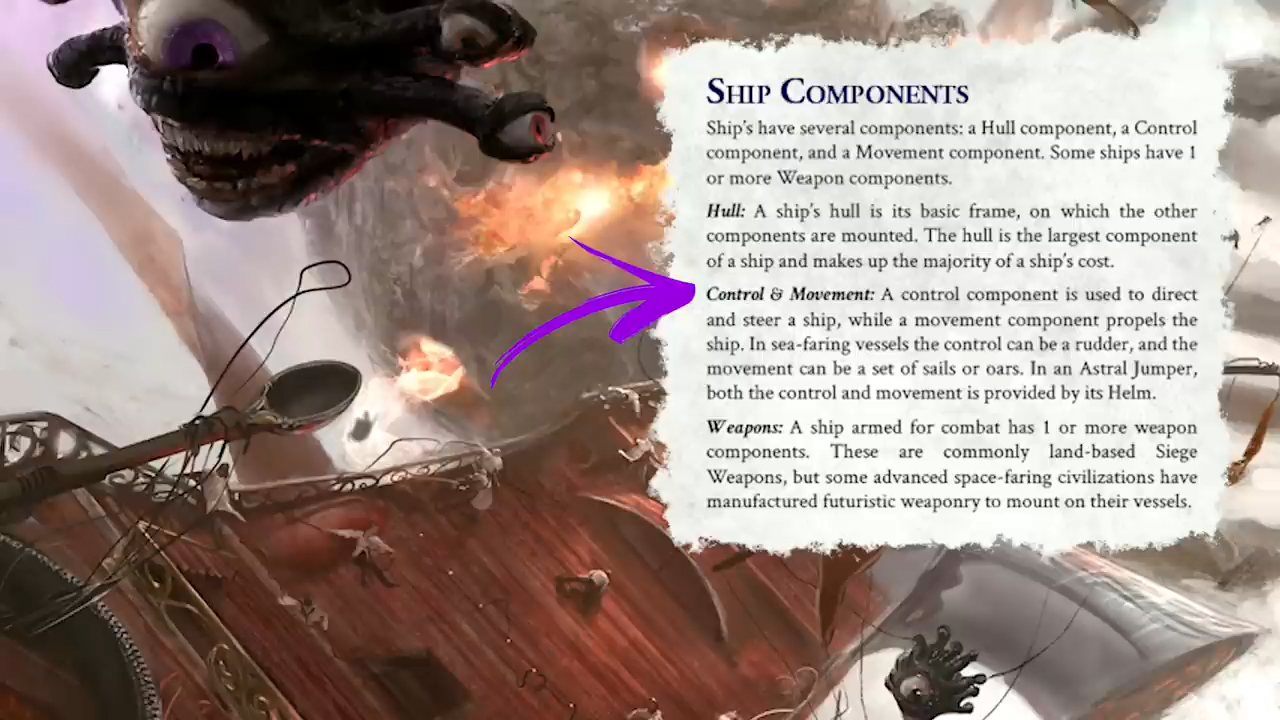 Ship Components
Ship's have several components: a Hull component, a Control
component, and a Movement component. Some ships have 1
or more Weapon components.
Hull: A ship's hull is its basic frame, on which the other
components are mounted. The hull is the largest component
of a ship and makes up the majority of a ship's cost.
Control & Movement: A control component is used to direct
and steer a ship, while a movement component propels the
ship. In sea-faring vessels the control can be a rudder, and the
movement can be a set of sails or oars. In an Astral Jumper,
both the control and movement is provided by its Helm.
Weapons: A ship armed for combat has 1 or more weapon
components. These are commonly land-based Siege
Weapons, but some advanced space-faring civilizations have
manufactured futuristic weaponry to mount on their vessels.